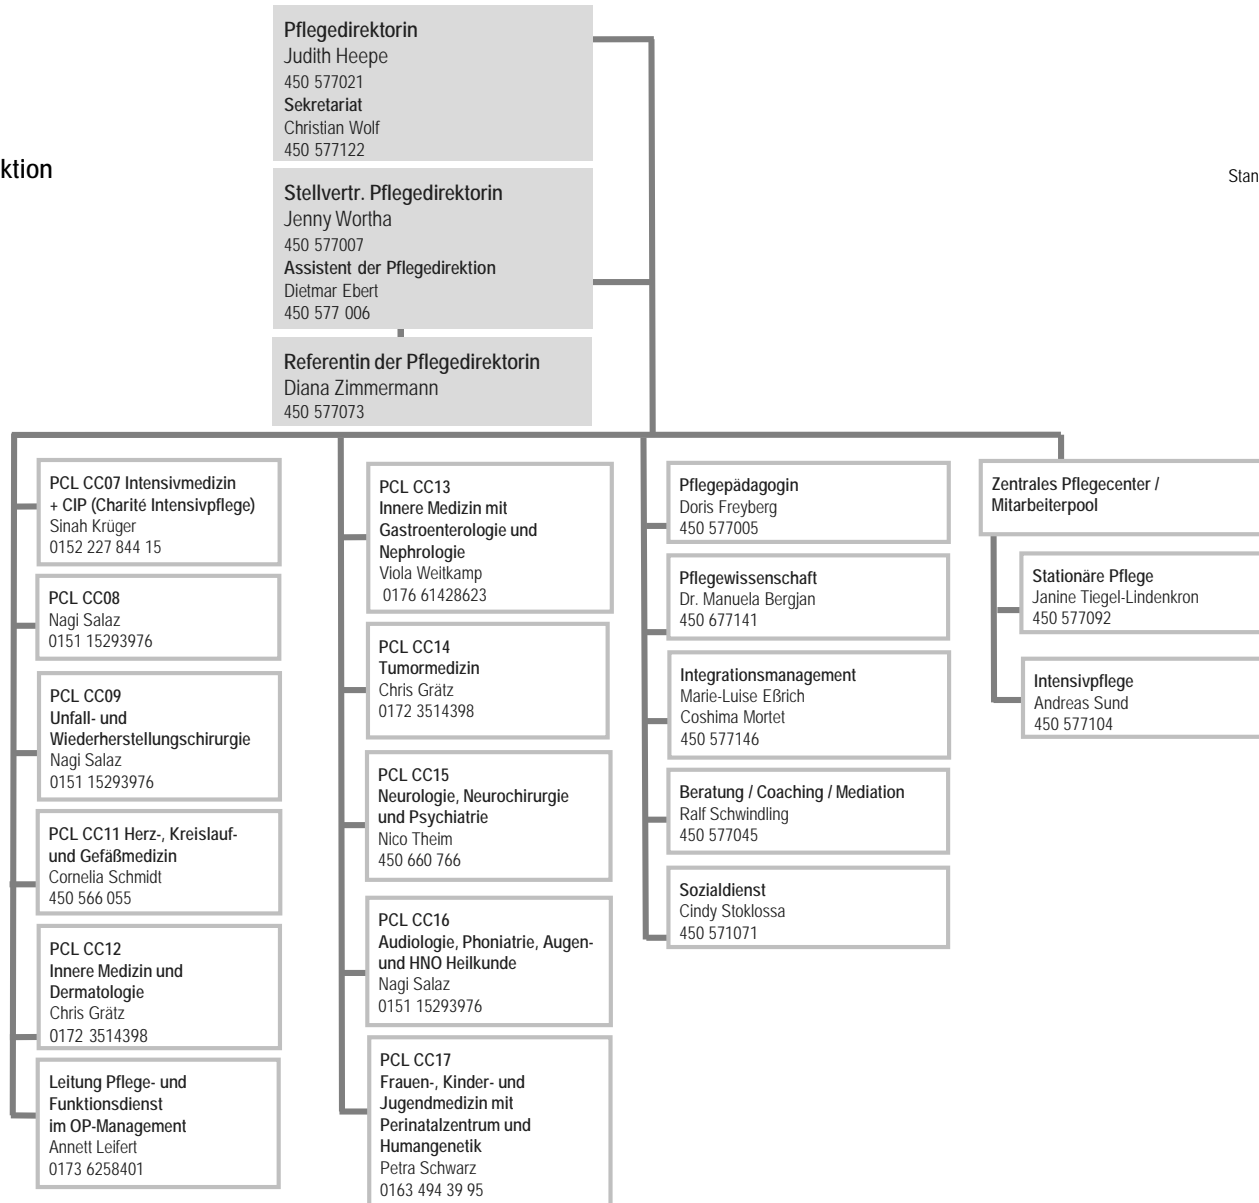 Pflegedirektorin
Judith Heepe
450 577021
Sekretariat
Christian Wolf
450 577122
ktion
Stan
Stellvertr. Pflegedirektorin
Jenny Wortha
450 577007
Assistent der Pflegedirektion
Dietmar Ebert
450 577 006
Referentin der Pflegedirektorin
Diana Zimmermann
450 577073
PCL CC07 Intensivmedizin
+ CIP (Charité Intensivpflege)
Sinah Krüger
0152 227 844 15
PCL CC08
Nagi Salaz
0151 15293976
PCL CC09
Unfall- und
Wiederherstellungschirurgie
Nagi Salaz
0151 15293976
PCL CC11 Herz-, Kreislauf-
und Gefäßmedizin
Cornelia Schmidt
450 566 055
PCL CC12
Innere Medizin und
Dermatologie
Chris Grätz
0172 3514398
Leitung Pflege- und
Funktionsdienst
im OP-Management
Annett Leifert
0173 6258401
PCL CC13
Innere Medizin mit
Gastroenterologie und
Nephrologie
Viola Weitkamp
0176 61428623
PCL CC14
Tumormedizin
Chris Grätz
0172 3514398
PCL CC15
Neurologie, Neurochirurgie
und Psychiatrie
Nico Theim
450 660 766
PCL CC16
Audiologie, Phoniatrie, Augen-
und HNO Heilkunde
Nagi Salaz
0151 15293976
PCL CC17
Frauen-, Kinder- und
Jugendmedizin mit
Perinatalzentrum und
Humangenetik
Petra Schwarz
0163 494 39 95
Pflegepädagogin
Doris Freyberg
450 577005
Pflegewissenschaft
Dr. Manuela Bergjan
450 677141
Integrationsmanagement
Marie-Luise Eßrich
Coshima Mortet
450 577146
Beratung / Coaching / Mediation
Ralf Schwindling
450 577045
Sozialdienst
Cindy Stoklossa
450 571071
Zentrales Pflegecenter /
Mitarbeiterpool
Stationäre Pflege
Janine Tiegel-Lindenkron
450 577092
Intensivpflege
Andreas Sund
450 577104